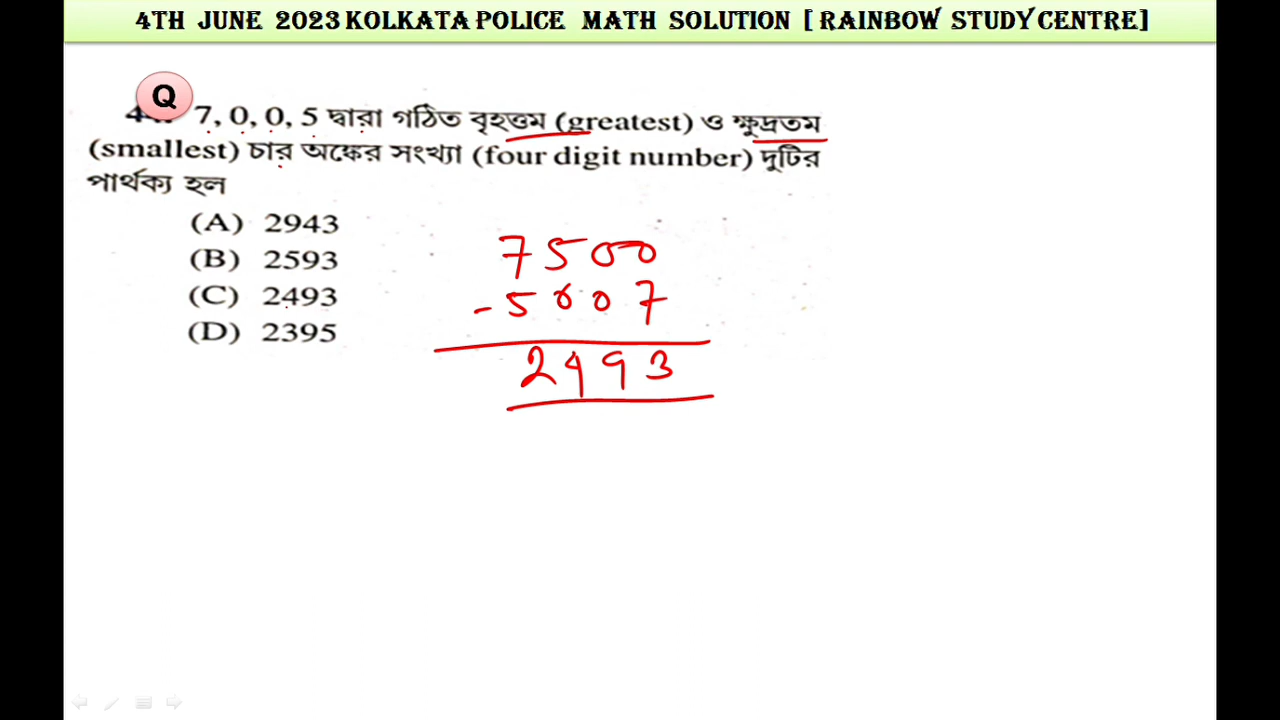 4TH JUNE 2023 KOLKATA POLICE MATH SOLUTION [ RAINBOW STUDY CENTRE]
Q
7, 0, 0, 5 দ্বারা গঠিত বৃহত্তম (greatest) ও ক্ষুদ্রতম
(smallest) চার অঙ্কের সংখ্যা (four digit number) দুটির
পার্থক্য হল
(A) 2943
(B) 2593
(C) 2493
(D) 2395
7500
- 5007
2493